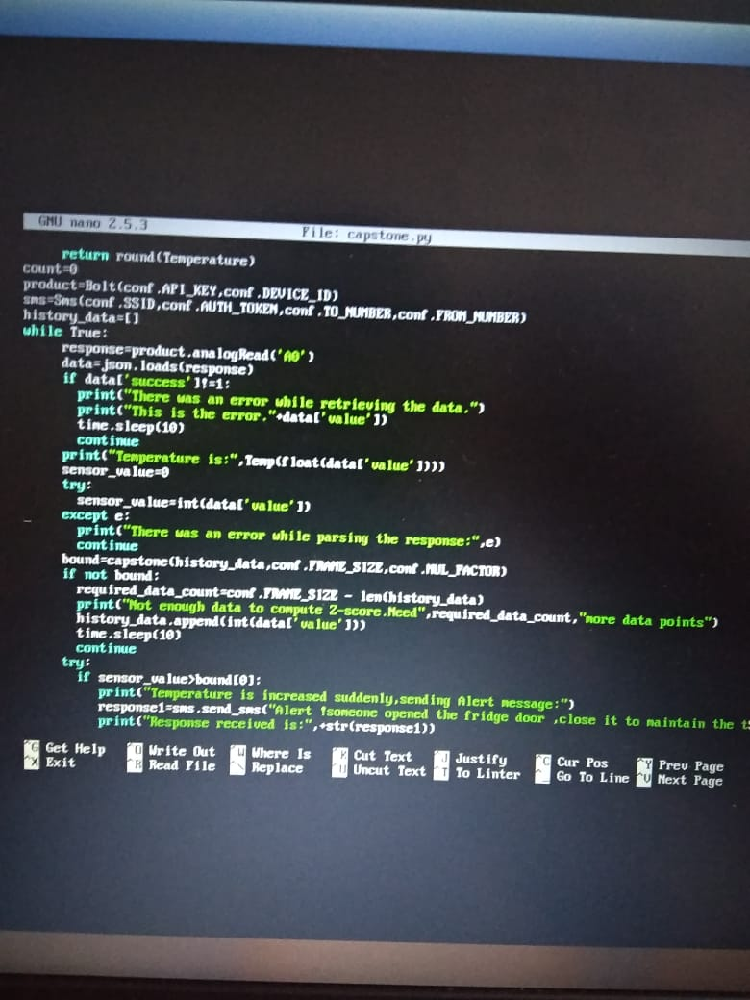 GNU nano 2.5.3 File: capstone.py
return round(Temperature)
count=0
product=Bolt(conf.API_KEY,conf.DEVICE_ID)
sms=Sms(conf.SSID,conf.AUTH_TOKEN,conf.TO_NUMBER,conf.FROM_NUMBER)
history_data=[]
while True:
response=product.analogRead('A0')
data=json.loads(response)
if data['success']!=1:
print("There was an error while retrieving the data.")
print("This is the error."+data['value'])
time.sleep(10)
continue
print("Temperature is:",Temp(float(data['value'])))
sensor_value=0
try:
sensor_value=int(data['value'])
except e:
print("There was an error while parsing the response:",e)
continue
bound=capstone(history_data,conf.FRAME_SIZE,conf.MUL_FACTOR)
if not bound:
required_data_count=conf.FRAME_SIZE - len(history_data)
print("Not enough data to compute Z-score.Need",required_data_count,"more data points")
history_data.append(int(data['value']))
time.sleep(10)
continue
try:
if sensor_value>bound[0]:
print("Temperature is increased suddenly,sending Alert message:")
response1=sms.send_sms("Alert !someone opened the fridge door ,close it to maintain the
print("Response received is:",+str(response1))
^G Get Help ^O Write Out ^W Where Is ^K Cut Text ^J Justify ^C Cur Pos ^Y Prev Page
^X Exit ^R Read File ^\ Replace ^U Uncut Text ^T To Linter ^_ Go To Line ^V Next Page